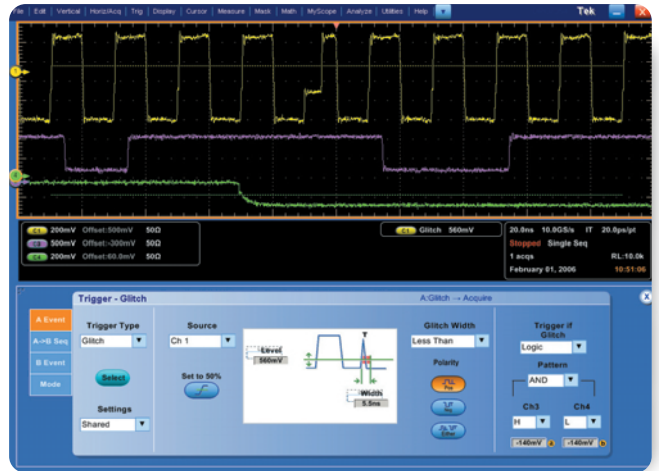 File Edit Vertical Horiz/Acq Trig Display Cursor Measure Mask Math MyScope Analyze Utilities Help Tek X
C1 200mV Offset:500mV 50Ω
500mV Offset:-300mV 50Ω
C4 200mV Offset:60.0mV 50Ω
C1 Glitch 560mV
20.0ns 10.0GS/s IT 20.0ps/pt
Stopped Single Seq
1 acqs RL:10.0k
February 01, 2006 10:51:06
Trigger - Glitch A:Glitch → Acquire X
A Event
A->B Seq
B Event
Mode
Trigger Type
Glitch
Select
Settings
Shared
Source
Ch 1
Set to 50%
Level
560mV
T
Width
5.5ns
Glitch Width
Less Than
Polarity
Pos
Neg
Either
Trigger if
Glitch
Logic
Pattern
AND
Ch3 Ch4
H L
-140mV a -140mV b